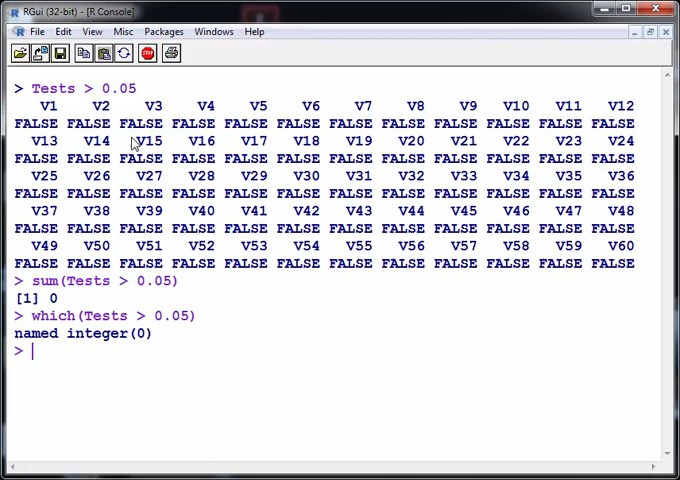 RGui (32-bit) - [R Console]
File Edit View Misc Packages Windows Help
STOP
> Tests > 0.05
V1 V2 V3 V4 V5 V6 V7 V8 V9 V10 V11 V12
FALSE FALSE FALSE FALSE FALSE FALSE FALSE FALSE FALSE FALSE FALSE FALSE
V13 V14 V15 V16 V17 V18 V19 V20 V21 V22 V23 V24
FALSE FALSE FALSE FALSE FALSE FALSE FALSE FALSE FALSE FALSE FALSE FALSE
V25 V26 V27 V28 V29 V30 V31 V32 V33 V34 V35 V36
FALSE FALSE FALSE FALSE FALSE FALSE FALSE FALSE FALSE FALSE FALSE FALSE
V37 V38 V39 V40 V41 V42 V43 V44 V45 V46 V47 V48
FALSE FALSE FALSE FALSE FALSE FALSE FALSE FALSE FALSE FALSE FALSE FALSE
V49 V50 V51 V52 V53 V54 V55 V56 V57 V58 V59 V60
FALSE FALSE FALSE FALSE FALSE FALSE FALSE FALSE FALSE FALSE FALSE FALSE
> sum(Tests > 0.05)
[1] 0
> which(Tests > 0.05)
named integer(0)
>